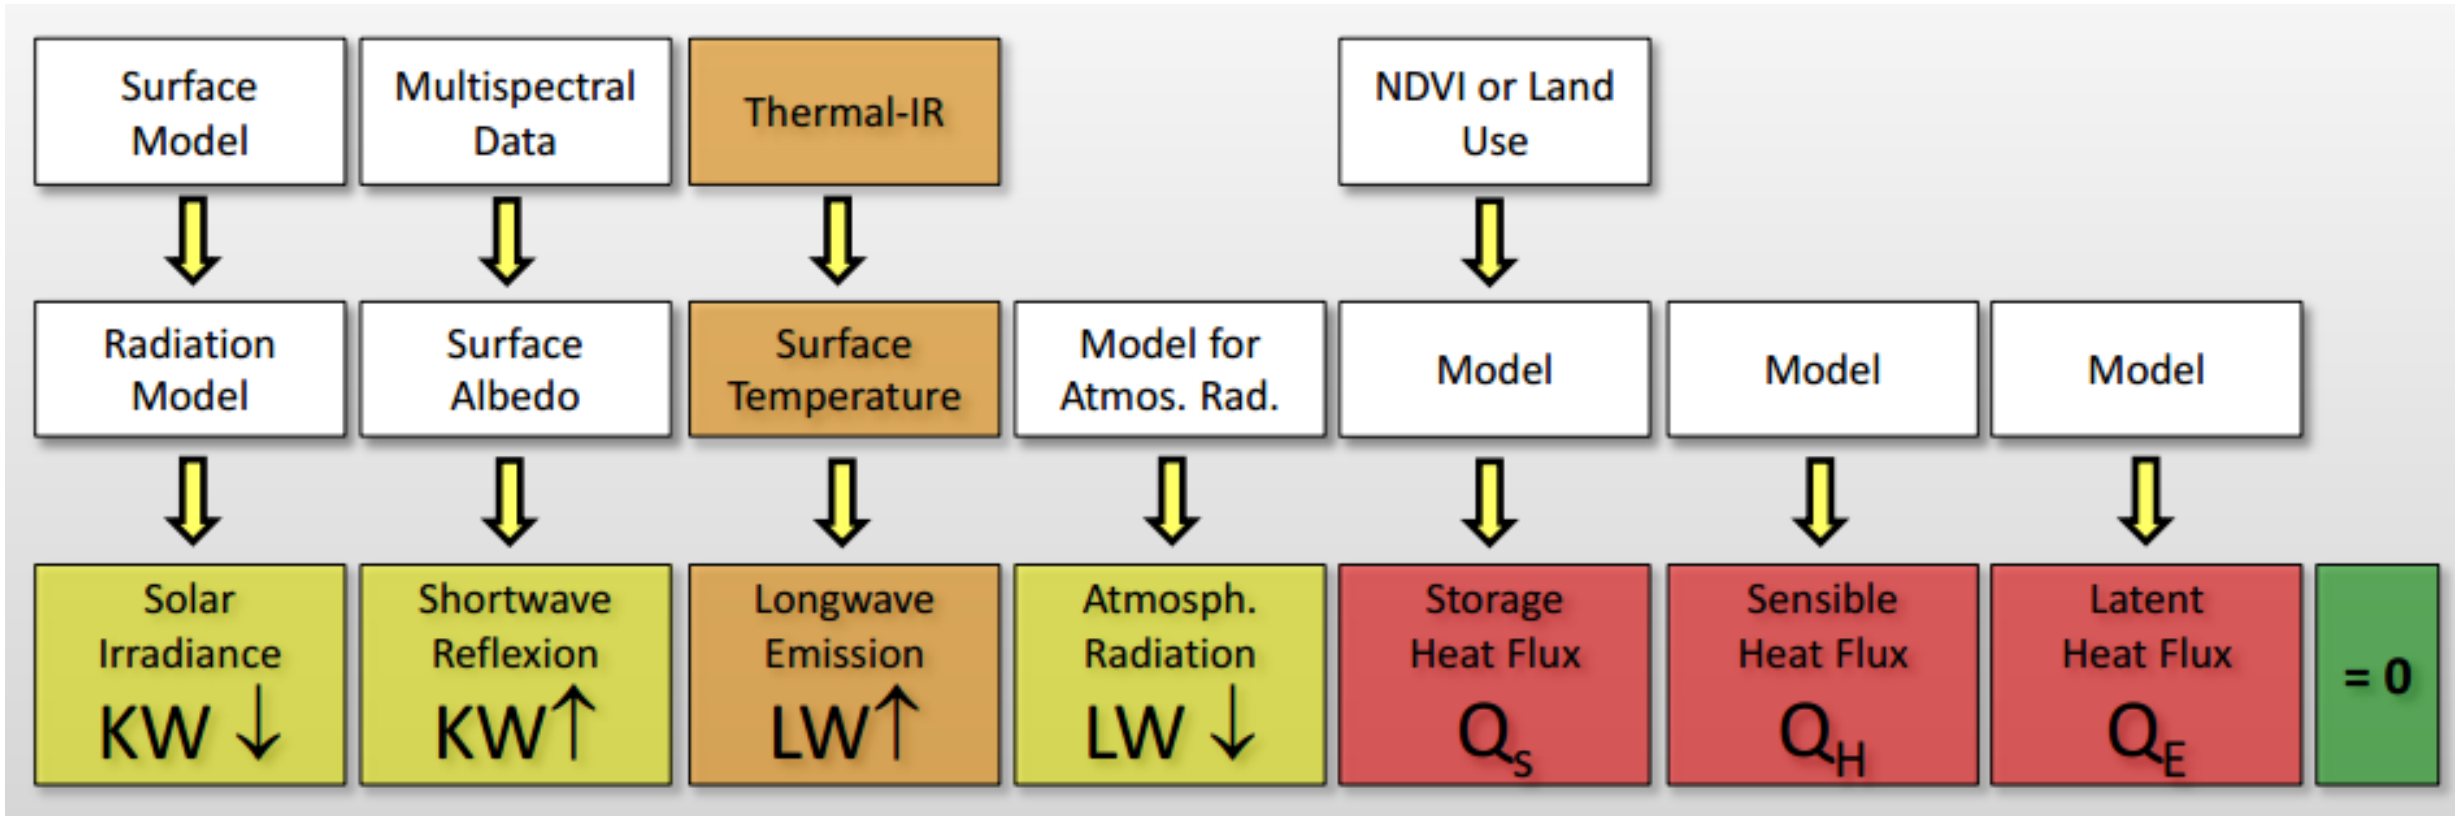 Surface
Model
Multispectral
Data
Thermal-IR
NDVI or Land
Use
Radiation
Model
Surface
Albedo
Surface
Temperature
Model for
Atmos. Rad.
Model
Model
Model
Solar
Irradiance
KW ↓
Shortwave
Reflexion
KW↑
Longwave
Emission
LW↑
Atmosph.
Radiation
LW ↓
Storage
Heat Flux
Qs
Sensible
Heat Flux
QH
Latent
Heat Flux
QE
= 0